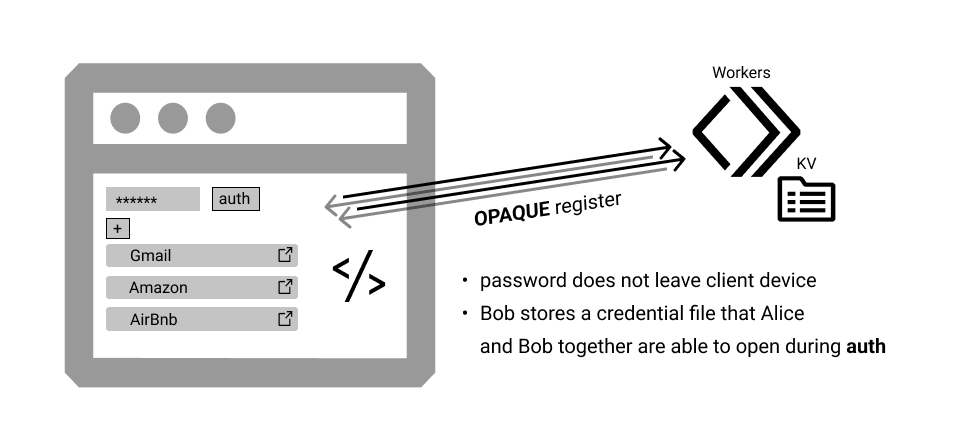 Workers
KV
******
auth
+
Gmail
Amazon
AirBnb
</>
OPAQUE register
• password does not leave client device
• Bob stores a credential file that Alice
and Bob together are able to open during auth